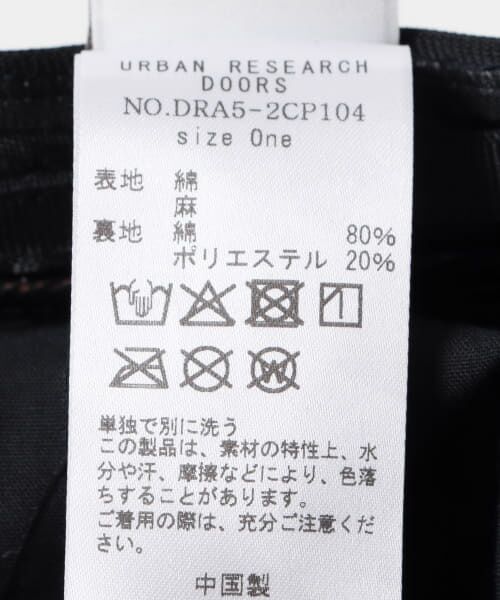 URBAN RESEARCH
DOORS
NO.DRA5-2CP104
size One
表地 綿
麻
裏地 綿 80%
ポリエステル 20%
W
単独で別に洗う
この製品は、素材の特性上、水
分や汗、摩擦などにより、色落
ちすることがあります。
ご着用の際は、充分ご注意くだ
さい。
中国製